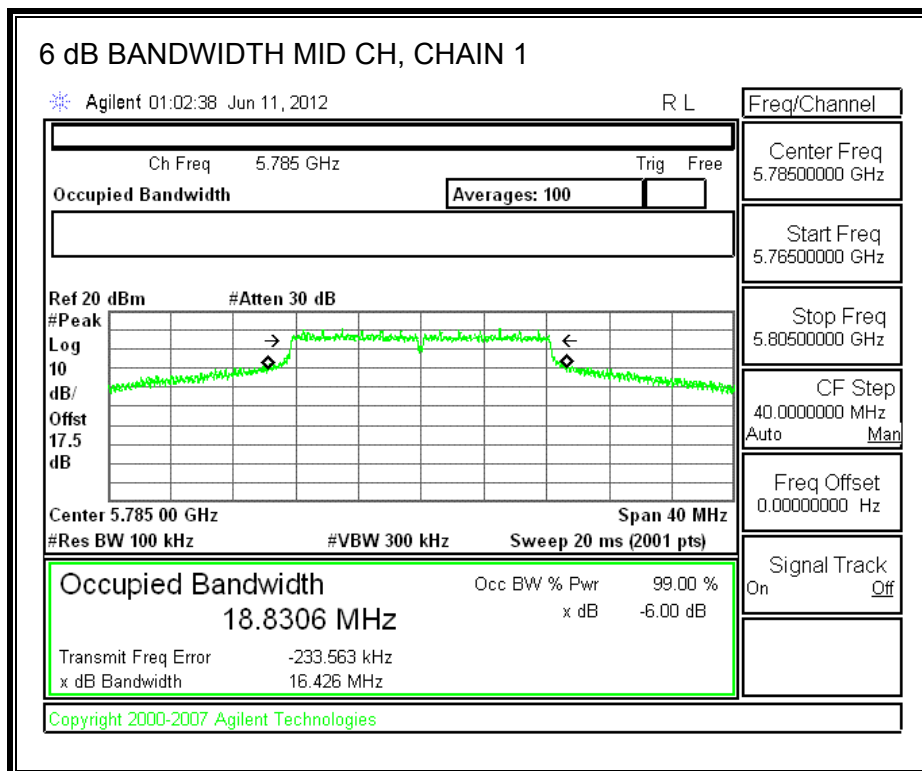 6 dB BANDWIDTH MID CH, CHAIN 1
Agilent 01:02:38 Jun 11, 2012 R L
Freq/Channel
Ch Freq 5.785 GHz Trig Free
Occupied Bandwidth Averages: 100
Center Freq
5.78500000 GHz
Start Freq
5.76500000 GHz
Stop Freq
5.80500000 GHz
CF Step
40.0000000 MHz
Auto Man
Freq Offset
0.00000000 Hz
Signal Track
On Off
Ref 20 dBm #Atten 30 dB
#Peak
Log
10
dB/
Offst
17.5
dB
Center 5.785 00 GHz Span 40 MHz
#Res BW 100 kHz #VBW 300 kHz Sweep 20 ms (2001 pts)
Occupied Bandwidth Occ BW % Pwr 99.00 %
18.8306 MHz x dB -6.00 dB
Transmit Freq Error -233.563 kHz
x dB Bandwidth 16.426 MHz
Copyright 2000-2007 Agilent Technologies